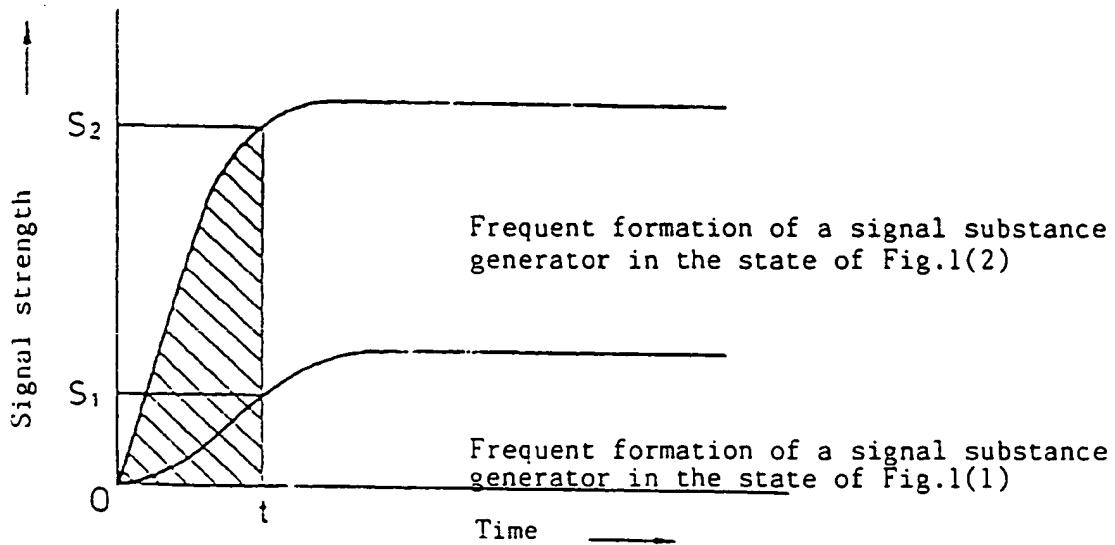 Signal strength
S2
Frequent formation of a signal substance
generator in the state of Fig.1(2)
S1
Frequent formation of a signal substance
generator in the state of Fig.1(1)
O
t
Time